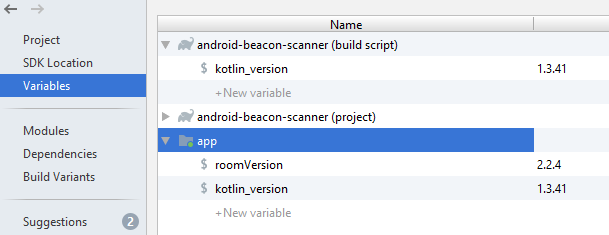 Name
Project
android-beacon-scanner (build script)
SDK Location
$ kotlin_version 1.3.41
Variables
+New variable
android-beacon-scanner (project)
Modules
app
Dependencies
$ roomVersion 2.2.4
Build Variants
$ kotlin_version 1.3.41
+New variable
Suggestions 2